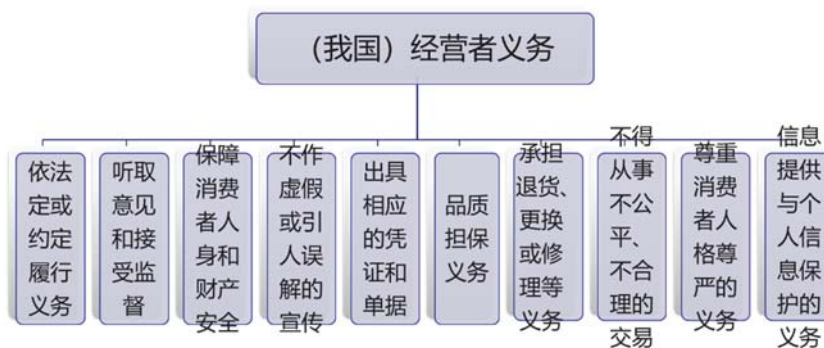 （我国）经营者义务
依法
定或
约定
履行
义务
听取
意见
和接
受监
督
保障
消费
者人
身和
财产
安全
不作
虚假
或引
人误
解的
宣传
出具
相应
的凭
证和
单据
品质
担保
义务
承担
退货、
更换
或修
理等
义务
不得
从事
不公
平、
不合
理的
交易
尊重
消费
者人
格尊
严的
义务
信息
提供
与个
人信
息保
护的
义务